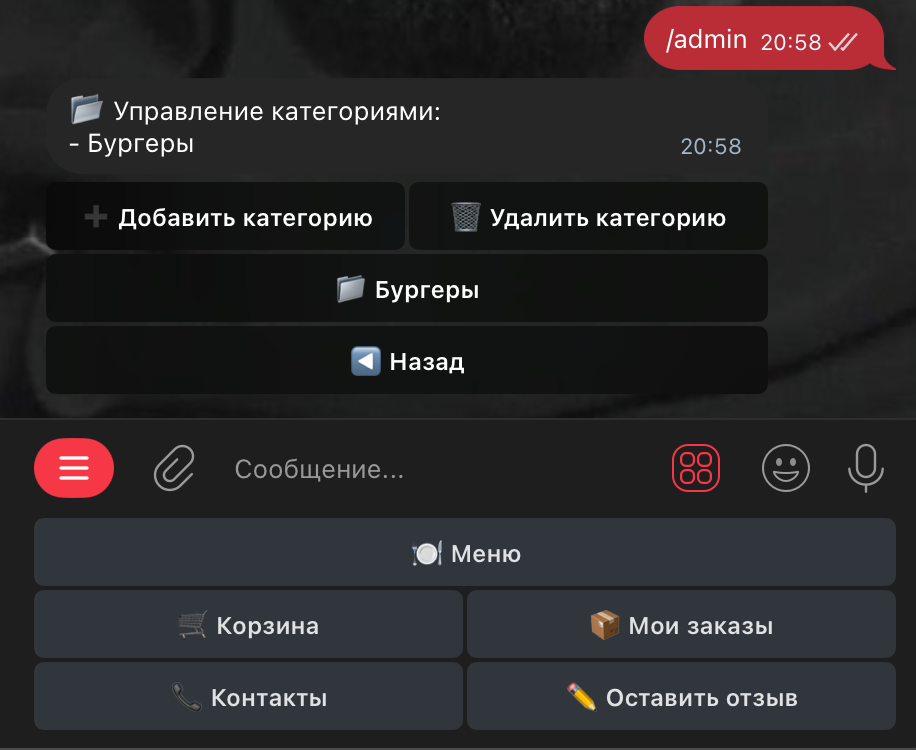 /admin 20:58
Управление категориями:
- Бургеры
20:58
Добавить категорию
Удалить категорию
Бургеры
Назад
Сообщение...
Меню
Корзина
Мои заказы
Контакты
Оставить отзыв